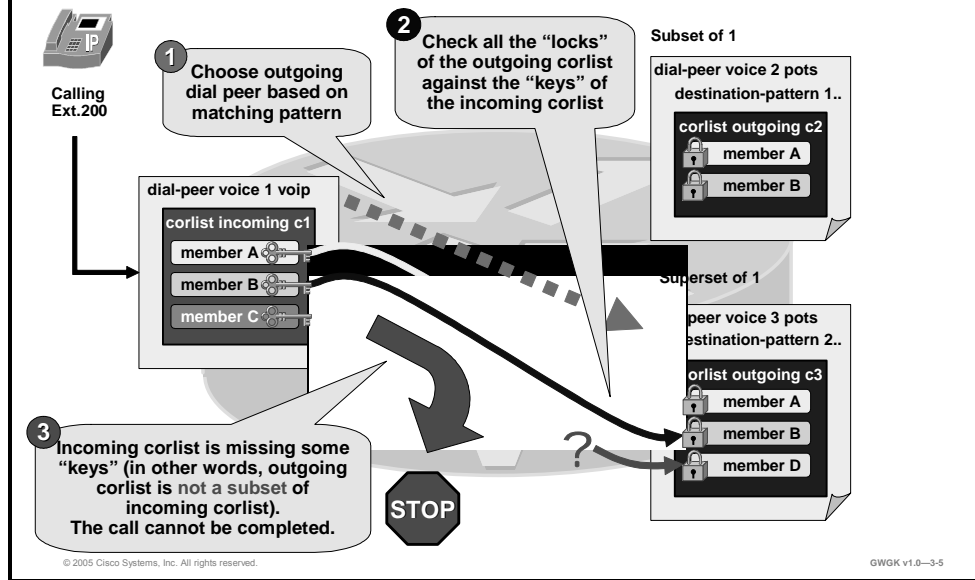 IP
Calling
Ext.200
1
Choose outgoing
dial peer based on
matching pattern
2
Check all the “locks”
of the outgoing corlist
against the “keys” of
the incoming corlist
Subset of 1
dial-peer voice 2 pots
destination-pattern 1..
corlist outgoing c2
member A
member B
dial-peer voice 1 voip
corlist incoming c1
member A
member B
member C
Superset of 1
peer voice 3 pots
estination-pattern 2..
orlist outgoing c3
member A
member B
member D
?
3
Incoming corlist is missing some
“keys” (in other words, outgoing
corlist is not a subset of
incoming corlist).
The call cannot be completed.
STOP
© 2005 Cisco Systems, Inc. All rights reserved.
GWGK v1.0—3-5